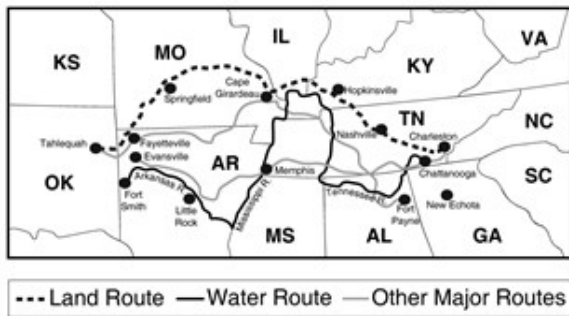 KS
MO
IL
KY
VA
Cape
Girardeau
Hopkinsville
Springfield
TN
NC
Nashville
Charleston
Tahlequah
Fayetteville
Evansville
AR
Memphis
Chattanooga
SC
OK
Fort
Smith
Arkansas R.
Little
Rock
Mississippi R.
Tennessee R.
Fort
Payne
New Echota
MS
AL
GA
Land Route
Water Route
Other Major Routes